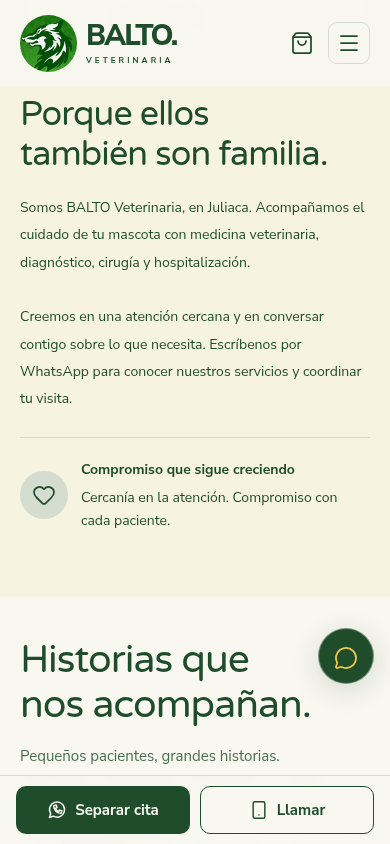 BALTO.
VETERINARIA
Porque ellos
también son familia.
Somos BALTO Veterinaria, en Juliaca. Acompañamos el
cuidado de tu mascota con medicina veterinaria,
diagnóstico, cirugía y hospitalización.
Creemos en una atención cercana y en conversar
contigo sobre lo que necesita. Escríbenos por
WhatsApp para conocer nuestros servicios y coordinar
tu visita.
Compromiso que sigue creciendo
Cercanía en la atención. Compromiso con
cada paciente.
Historias que
nos acompañan.
Pequeños pacientes, grandes historias.
Separar cita
Llamar